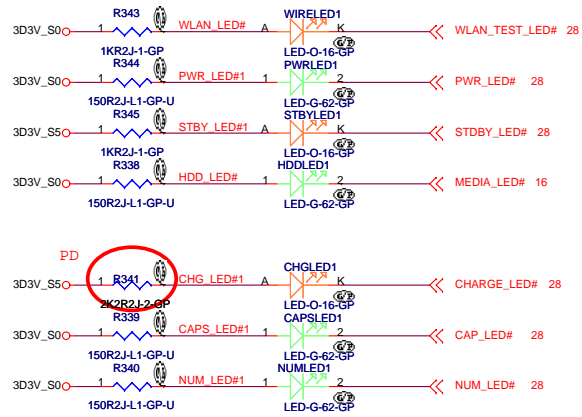 R343 WIRELED1
3D3V_S0 1 WLAN_LED# A K WLAN_TEST_LED# 28
1KR2J-1-GP LED-O-16-GP
R344 PWRLED1
3D3V_S0 1 PWR_LED#1 1 2 PWR_LED# 28
150R2J-L1-GP-U LED-G-62-GP
R345 STBYLED1
3D3V_S5 1 STBY_LED#1 A K STDBY_LED# 28
1KR2J-1-GP LED-O-16-GP
R338 HDDLED1
3D3V_S0 1 HDD_LED# 1 2 MEDIA_LED# 16
150R2J-L1-GP-U LED-G-62-GP
PD
R341 CHGLED1
3D3V_S5 1 CHG_LED#1 A K CHARGE_LED# 28
2K2R2J-2-GP LED-O-16-GP
R339 CAPSLED1
3D3V_S0 1 CAPS_LED#1 1 2 CAP_LED# 28
150R2J-L1-GP-U LED-G-62-GP
R340 NUMLED1
3D3V_S0 1 NUM_LED#1 1 2 NUM_LED# 28
150R2J-L1-GP-U LED-G-62-GP